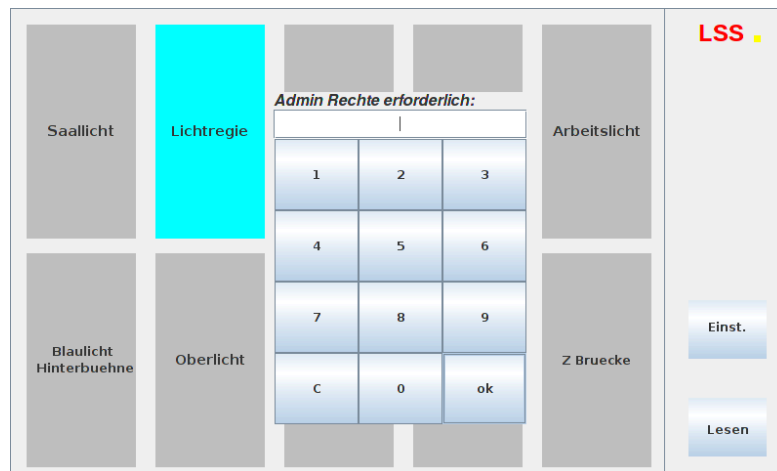 LSS
Admin Rechte erforderlich:
Saallicht
Lichtregie
Arbeitslicht
1 2 3
4 5 6
7 8 9
C 0 ok
Blaulicht
Hinterbuehne
Oberlicht
Z Bruecke
Einst.
Lesen